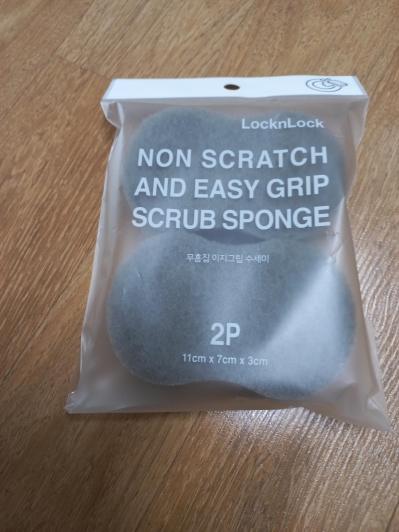 LocknLock
NON SCRATCH
AND EASY GRIP
SCRUB SPONGE
무흠집 이지그립 수세미
2P
11cm x 7cm x 3cm